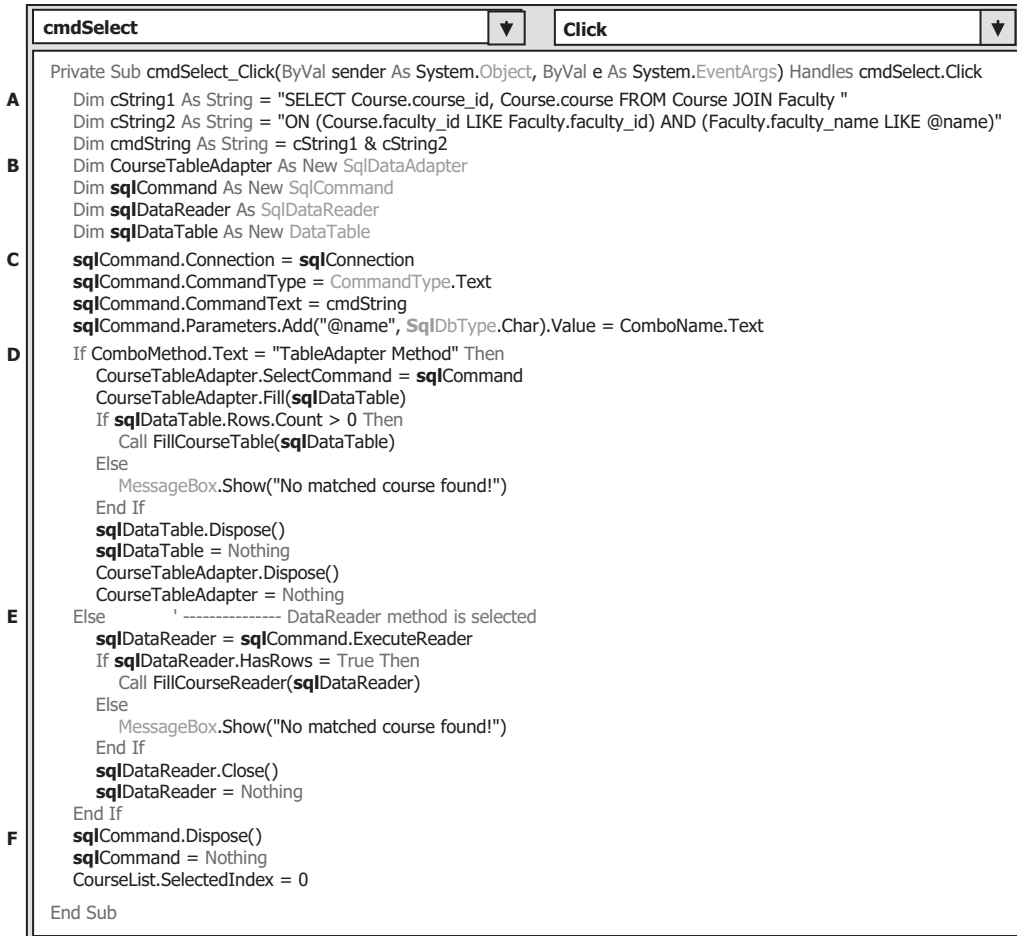 cmdSelect Click
Private Sub cmdSelect_Click(ByVal sender As System.Object, ByVal e As System.EventArgs) Handles cmdSelect.Click
A Dim cString1 As String = "SELECT Course.course_id, Course.course FROM Course JOIN Faculty "
Dim cString2 As String = "ON (Course.faculty_id LIKE Faculty.faculty_id) AND (Faculty.faculty_name LIKE @name)"
Dim cmdString As String = cString1 & cString2
B Dim CourseTableAdapter As New SqlDataAdapter
Dim sqlCommand As New SqlCommand
Dim sqlDataReader As SqlDataReader
Dim sqlDataTable As New DataTable
C sqlCommand.Connection = sqlConnection
sqlCommand.CommandType = CommandType.Text
sqlCommand.CommandText = cmdString
sqlCommand.Parameters.Add("@name", SqlDbType.Char).Value = ComboName.Text
D If ComboMethod.Text = "TableAdapter Method" Then
CourseTableAdapter.SelectCommand = sqlCommand
CourseTableAdapter.Fill(sqlDataTable)
If sqlDataTable.Rows.Count > 0 Then
Call FillCourseTable(sqlDataTable)
Else
MessageBox.Show("No matched course found!")
End If
sqlDataTable.Dispose()
sqlDataTable = Nothing
CourseTableAdapter.Dispose()
CourseTableAdapter = Nothing
E Else ' --------------- DataReader method is selected
sqlDataReader = sqlCommand.ExecuteReader
If sqlDataReader.HasRows = True Then
Call FillCourseReader(sqlDataReader)
Else
MessageBox.Show("No matched course found!")
End If
sqlDataReader.Close()
sqlDataReader = Nothing
End If
F sqlCommand.Dispose()
sqlCommand = Nothing
CourseList.SelectedIndex = 0
End Sub